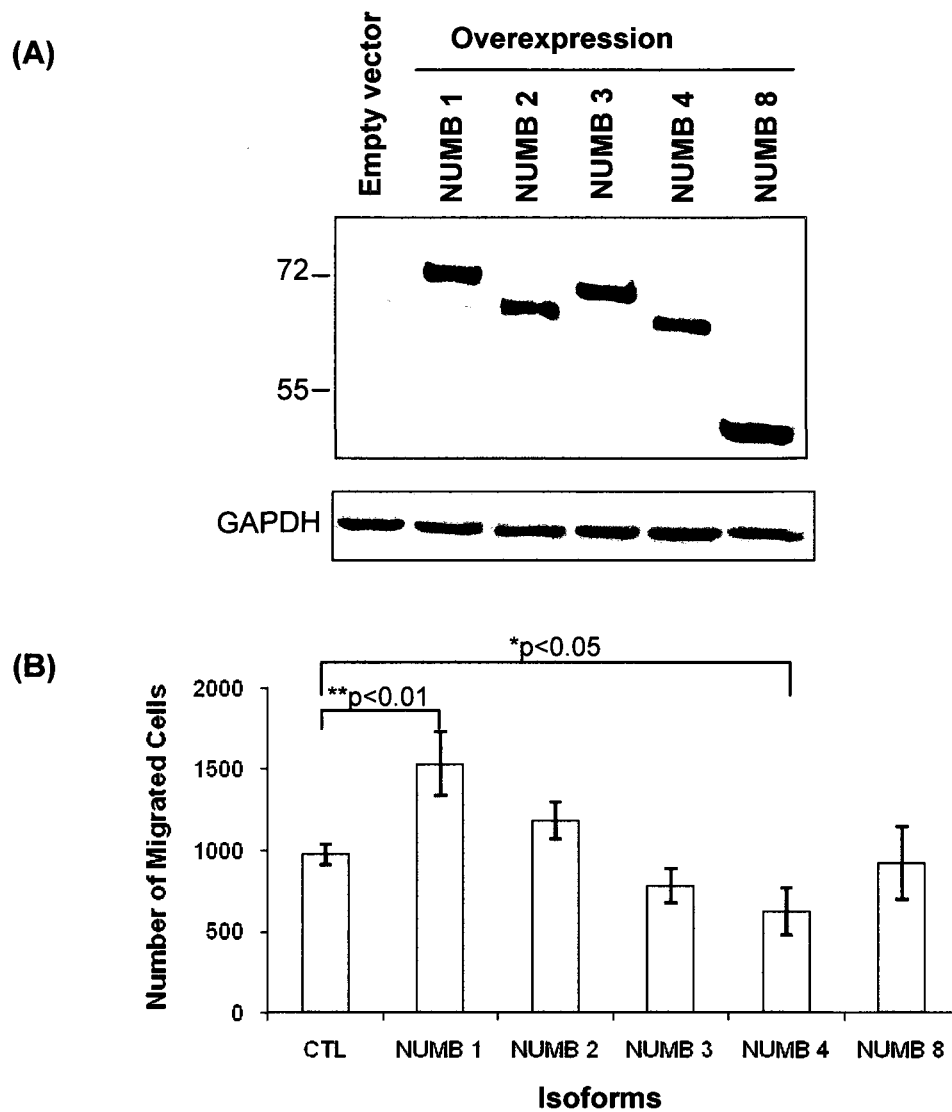 (A)
Overexpression
Empty vector
NUMB 1
NUMB 2
NUMB 3
NUMB 4
NUMB 8
72
55
GAPDH
(B)
*p<0.05
**p<0.01
Number of Migrated Cells
2000
1500
1000
500
0
CTL NUMB 1 NUMB 2 NUMB 3 NUMB 4 NUMB 8
Isoforms